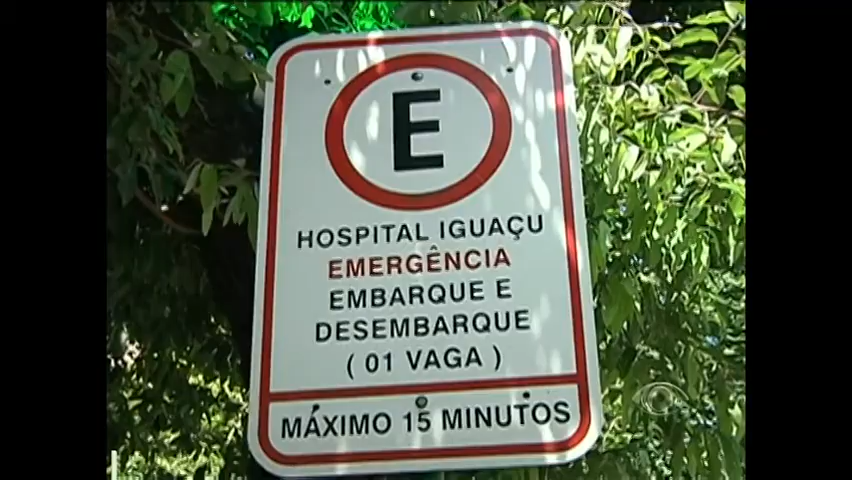 E
HOSPITAL IGUAÇU
EMERGÊNCIA
EMBARQUE E
DESEMBARQUE
( 01 VAGA )
MÁXIMO 15 MINUTOS